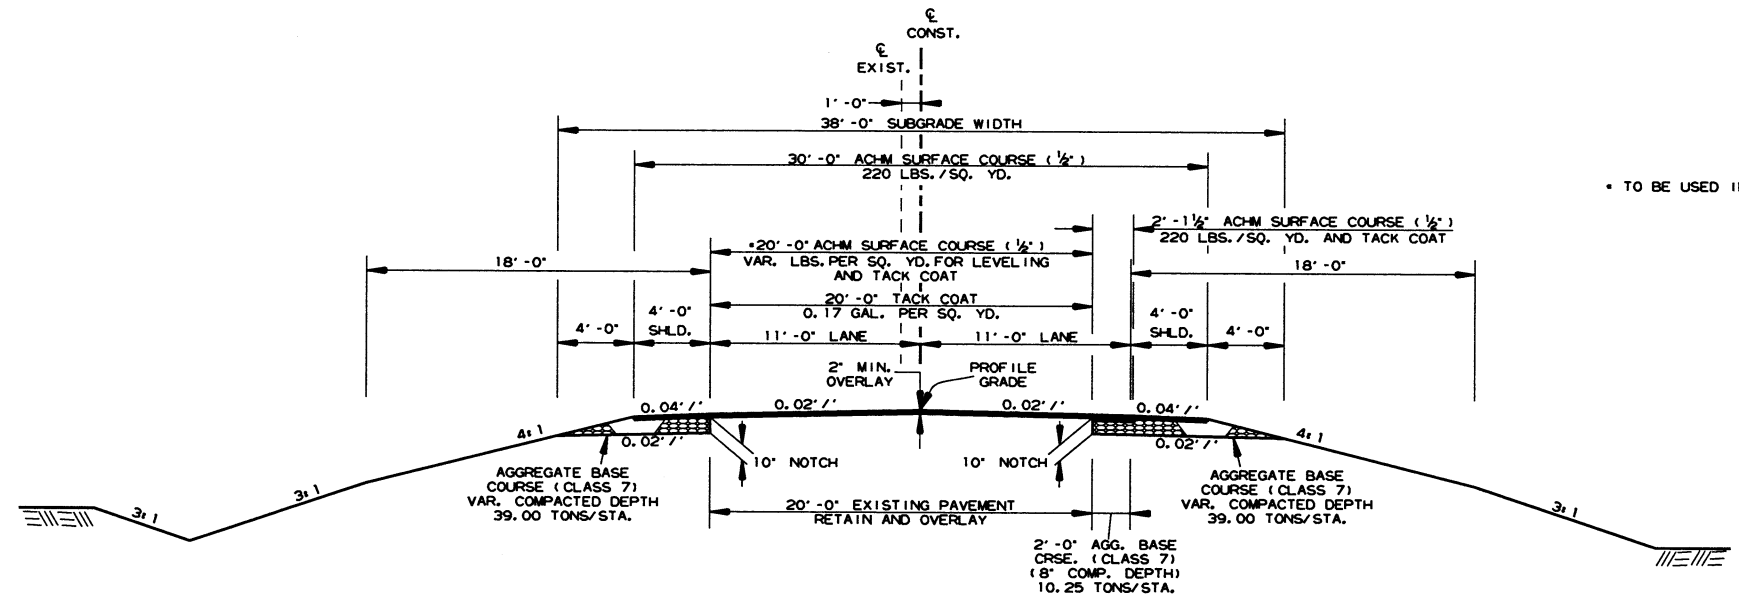 ℄
CONST.
℄
EXIST.
1'-0"
38'-0" SUBGRADE WIDTH
30'-0" ACHM SURFACE COURSE (½")
220 LBS./SQ. YD.
* TO BE USED
2'-1½" ACHM SURFACE COURSE (½")
220 LBS./SQ. YD. AND TACK COAT
*20'-0" ACHM SURFACE COURSE (½")
VAR. LBS. PER SQ. YD. FOR LEVELING
AND TACK COAT
18'-0"
18'-0"
20'-0" TACK COAT
0.17 GAL. PER SQ. YD.
4'-0"
4'-0"
SHLD.
11'-0" LANE
11'-0" LANE
4'-0"
SHLD.
4'-0"
2" MIN.
OVERLAY
PROFILE
GRADE
0.04'/'
0.02'/'
0.02'/'
0.04'/'
4:1
0.02'/'
0.02'/'
4:1
10" NOTCH
10" NOTCH
AGGREGATE BASE
COURSE (CLASS 7)
VAR. COMPACTED DEPTH
39.00 TONS/STA.
AGGREGATE BASE
COURSE (CLASS 7)
VAR. COMPACTED DEPTH
39.00 TONS/STA.
3:1
3:1
3:1
20'-0" EXISTING PAVEMENT
RETAIN AND OVERLAY
2'-0" AGG. BASE
CRSE. (CLASS 7)
(8" COMP. DEPTH)
10.25 TONS/STA.